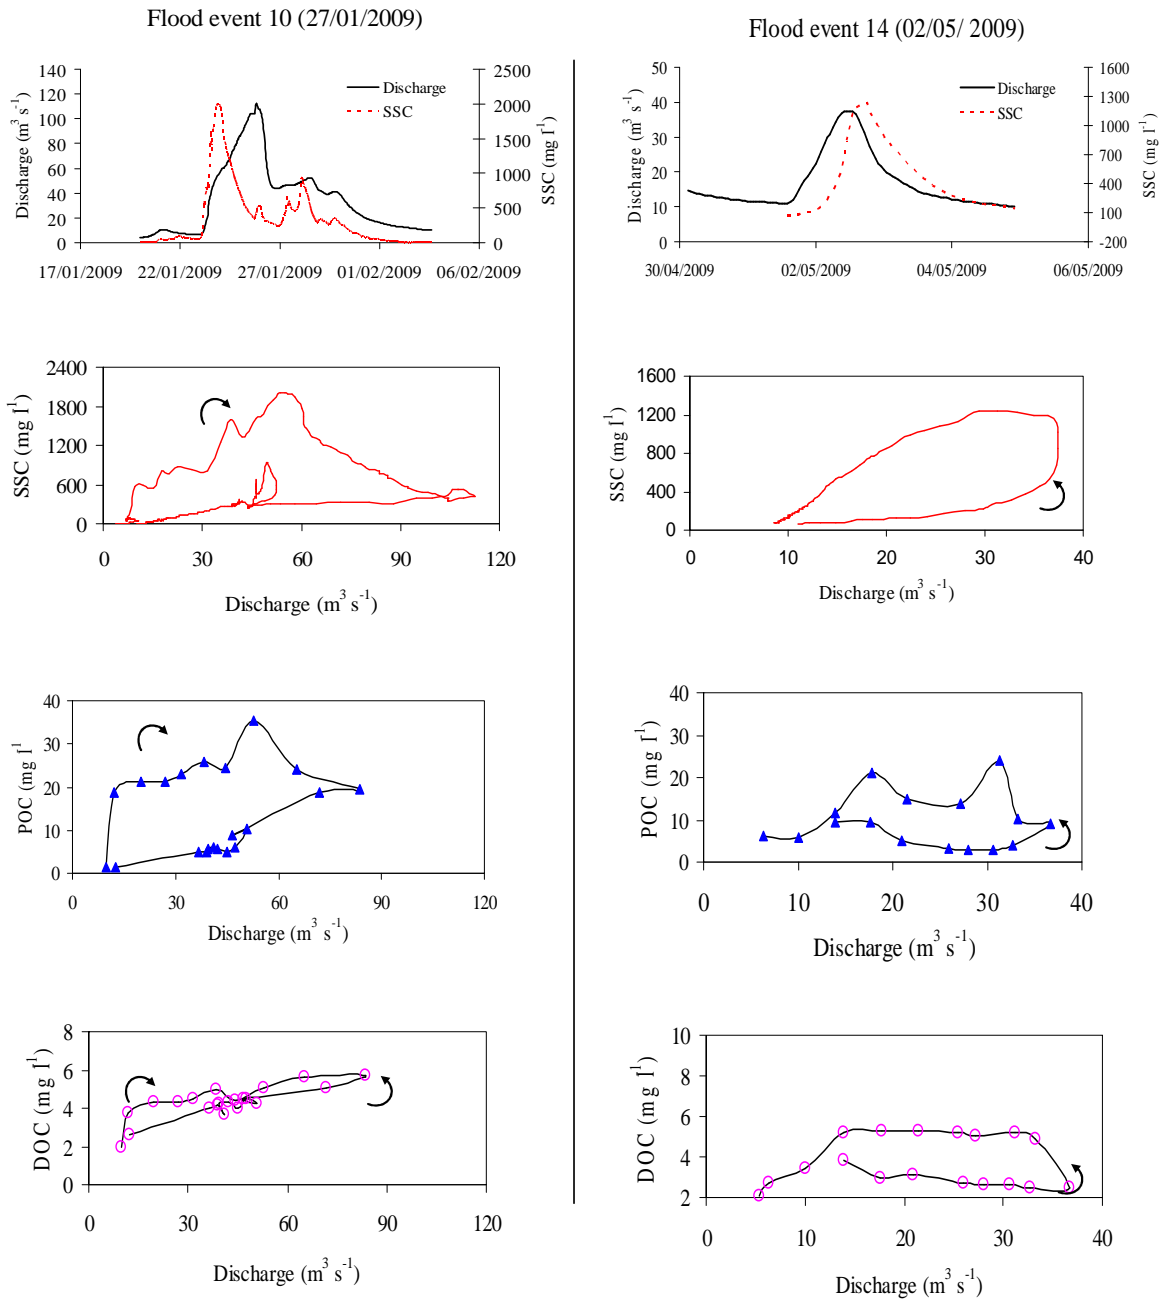 Flood event 10 (27/01/2009)
Discharge (m3 s-1)
140
120
100
80
60
40
20
0
Discharge
SSC
2500
2000
1500
1000
500
0
SSC (mg l-1)
17/01/2009 22/01/2009 27/01/2009 01/02/2009 06/02/2009
SSC (mg l-1)
2400
1800
1200
600
0
0 30 60 90 120
Discharge (m3 s-1)
POC (mg l-1)
40
30
20
10
0
0 30 60 90 120
Discharge (m3 s-1)
DOC (mg l-1)
8
6
4
2
0
0 30 60 90 120
Discharge (m3 s-1)
Flood event 14 (02/05/ 2009)
Discharge (m3 s-1)
50
40
30
20
10
0
Discharge
SSC
1600
1300
1000
700
400
100
-200
SSC (mg l-1)
30/04/2009 02/05/2009 04/05/2009 06/05/2009
SSC (mg l-1)
1600
1200
800
400
0
0 10 20 30 40
Discharge (m3 s-1)
POC (mg l-1)
40
30
20
10
0
0 10 20 30 40
Discharge (m3 s-1)
DOC (mg l-1)
10
8
6
4
2
0 10 20 30 40
Discharge (m3 s-1)